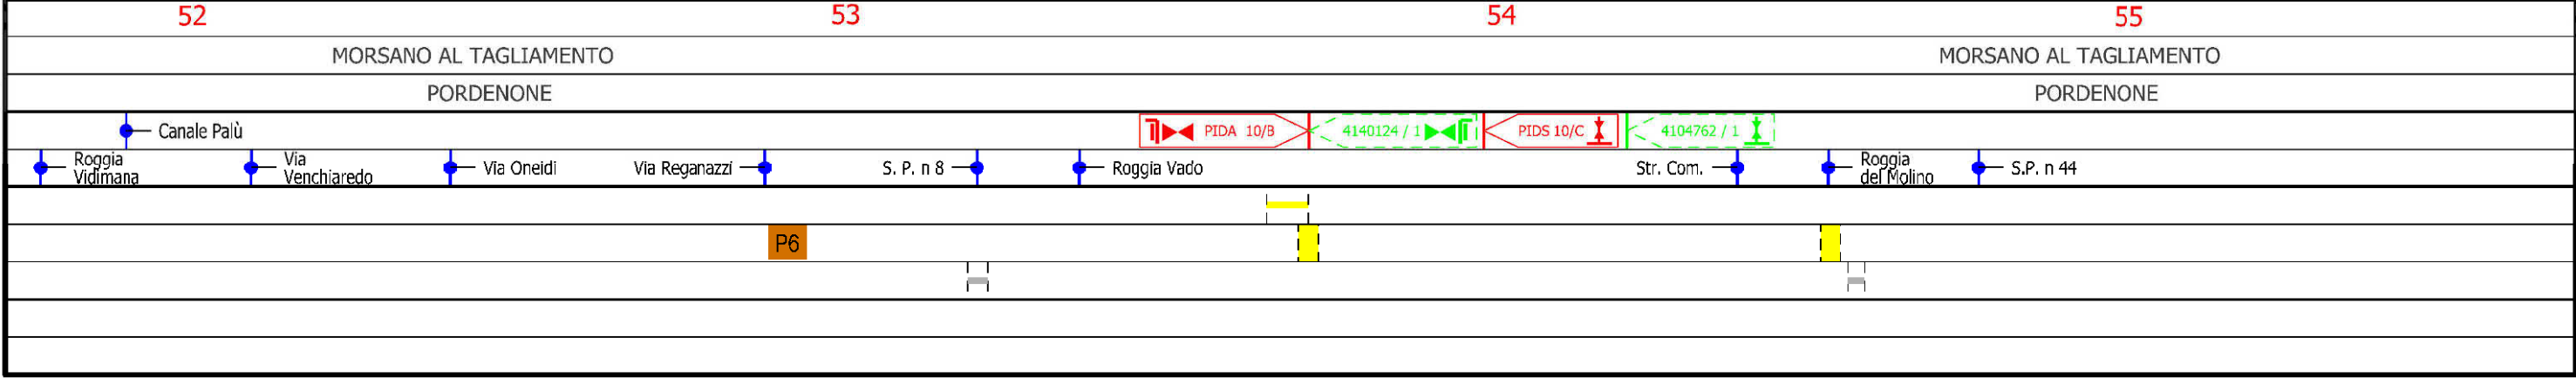 52 53 54 55
MORSANO AL TAGLIAMENTO MORSANO AL TAGLIAMENTO
PORDENONE PORDENONE
Canale Palù PIDA 10/B 4140124 / 1 PIDS 10/C 4104762 / 1
Roggia Via Roggia
Vidimana Venchiaredo Via Oneidi Via Reganazzi S. P. n 8 Roggia Vado Str. Com. del Molino S.P. n 44
P6